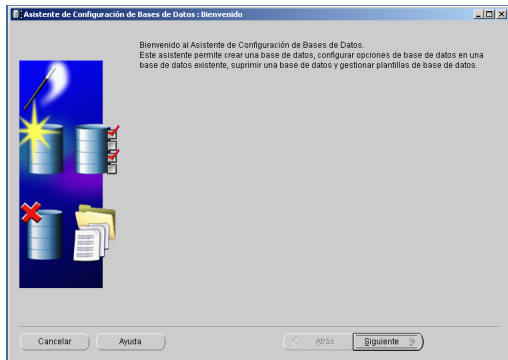 Asistente de Configuración de Bases de Datos : Bienvenido
Bienvenido al Asistente de Configuración de Bases de Datos.
Este asistente permite crear una base de datos, configurar opciones de base de datos en una
base de datos existente, suprimir una base de datos y gestionar plantillas de base de datos.
Cancelar
Ayuda
Atrás
Siguiente